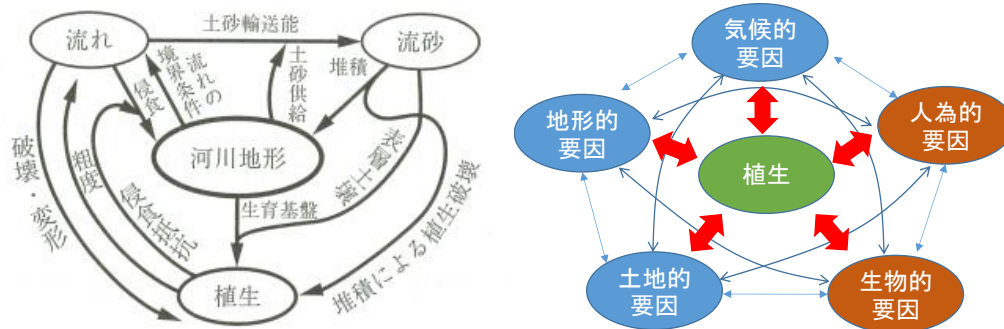 流れ
土砂輸送能
流砂
侵食
流れの
境界条件
土砂供給
堆積
河川地形
破壊・変形
粗度
侵食抵抗
生育基盤
表層土壌
堆積による植生破壊
植生
気候的
要因
地形的
要因
人為的
要因
植生
土地的
要因
生物的
要因